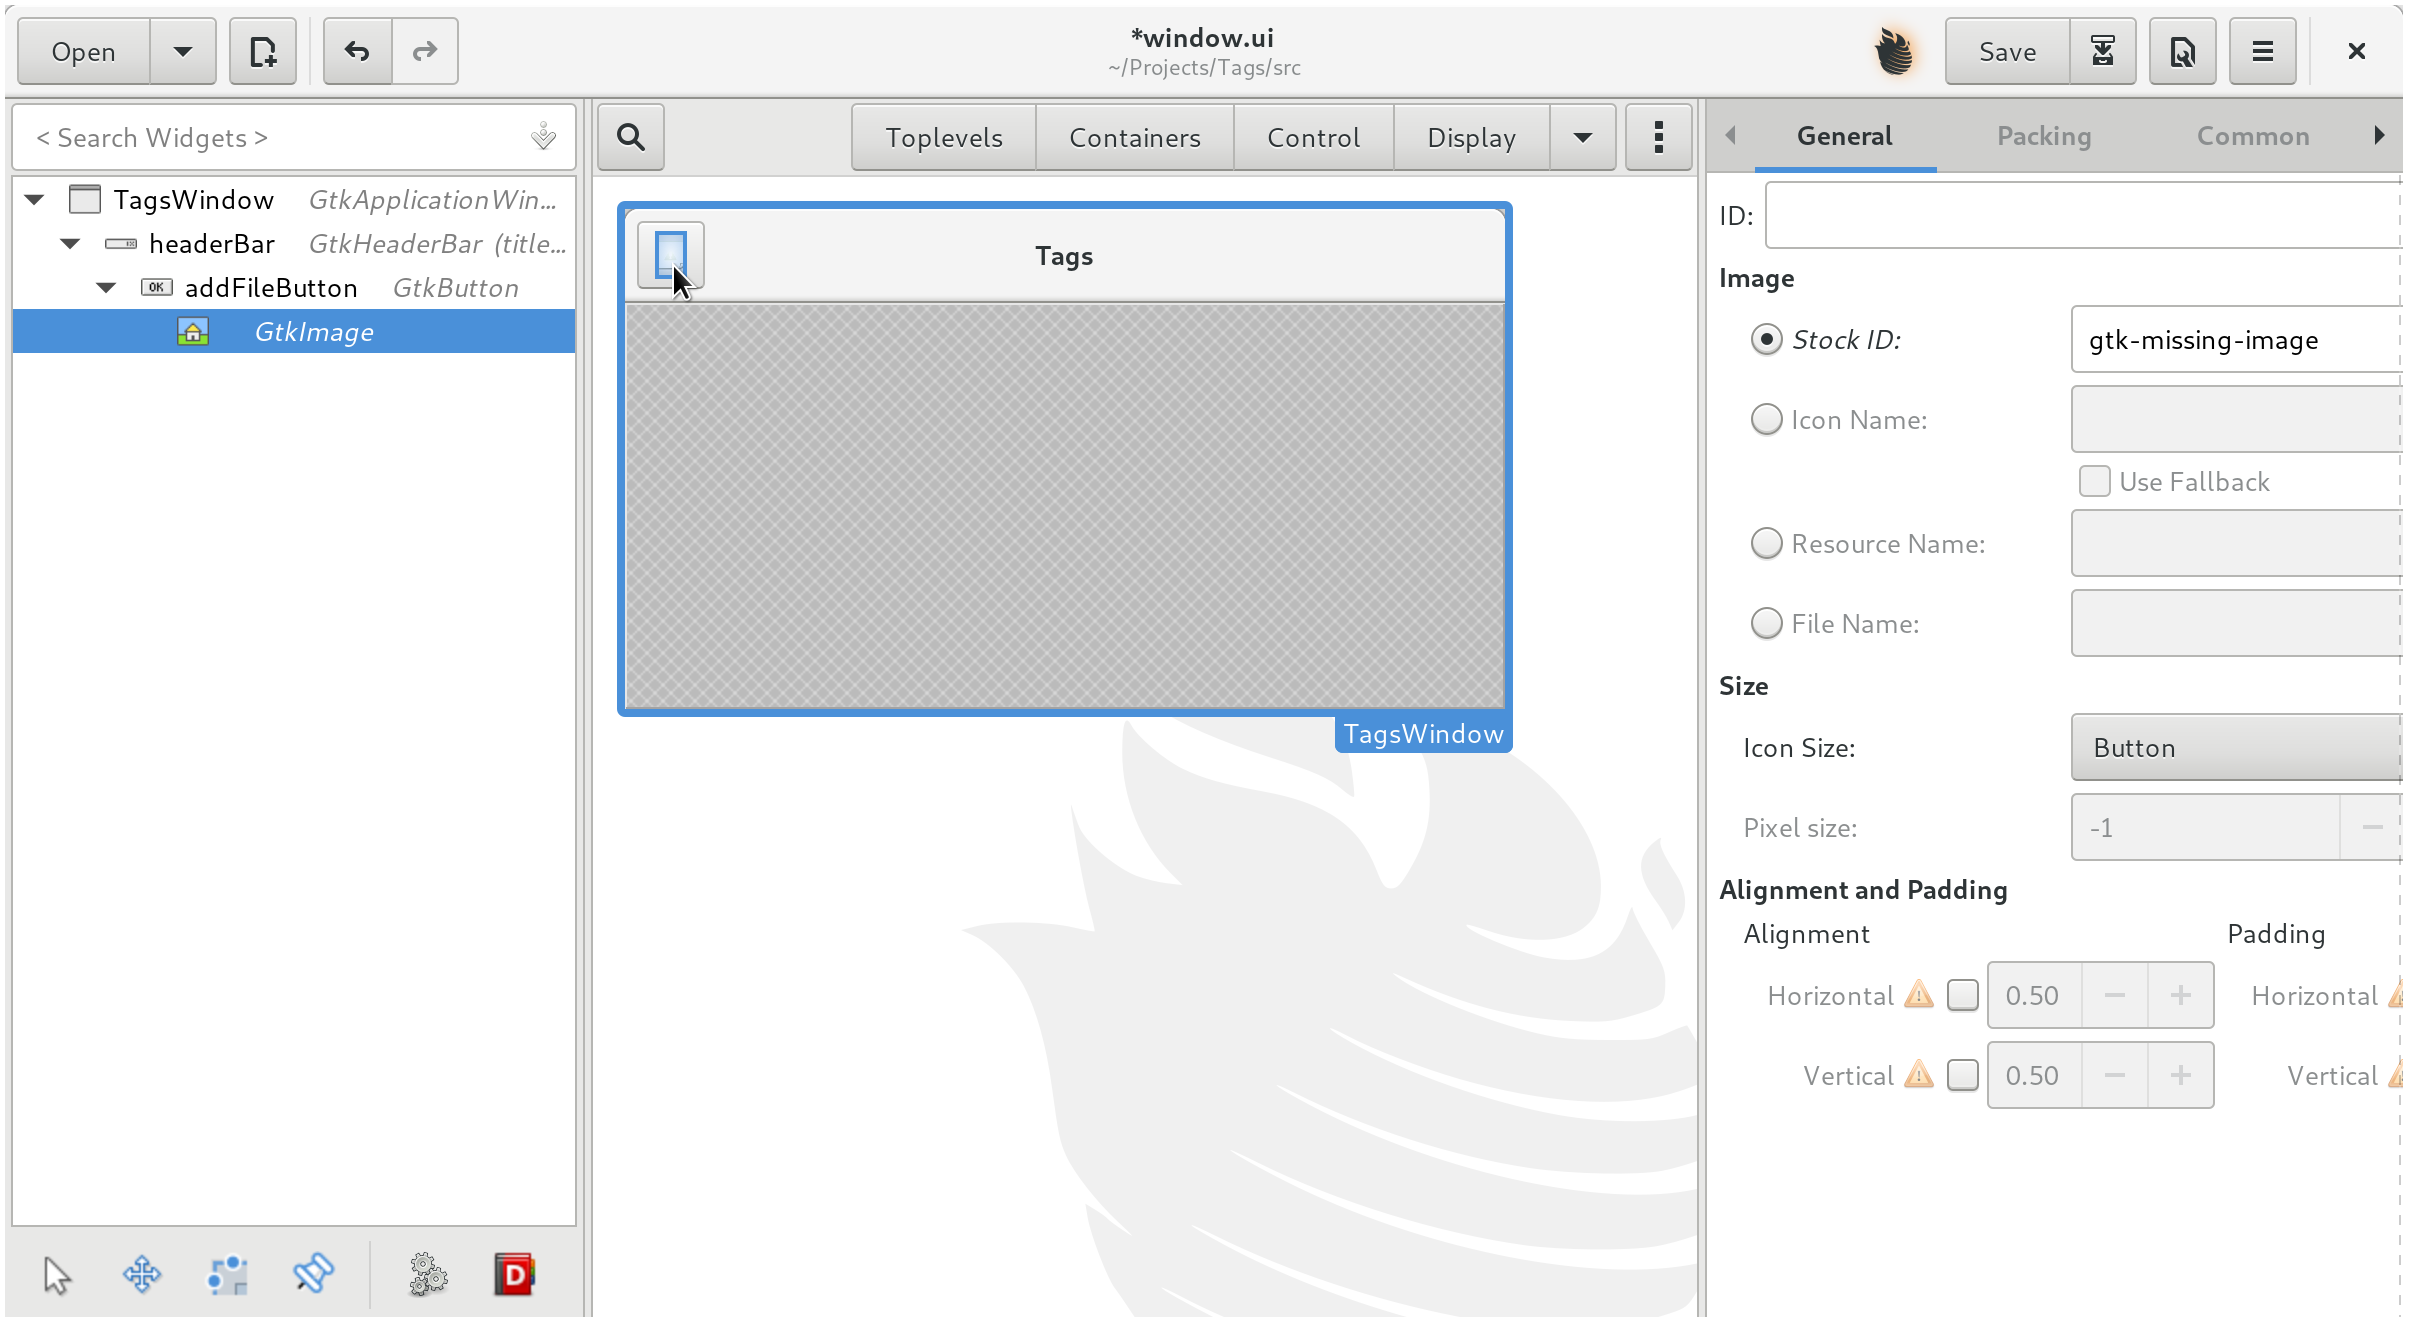 Open
*window.ui
~/Projects/Tags/src
Save
< Search Widgets >
TagsWindow GtkApplicationWin...
headerBar GtkHeaderBar (title...
OK addFileButton GtkButton
GtkImage
Toplevels Containers Control Display
Tags
TagsWindow
General Packing Common
ID:
Image
Stock ID: gtk-missing-image
Icon Name:
Use Fallback
Resource Name:
File Name:
Size
Icon Size: Button
Pixel size: -1
Alignment and Padding
Alignment Padding
Horizontal 0.50 Horizontal
Vertical 0.50 Vertical
D